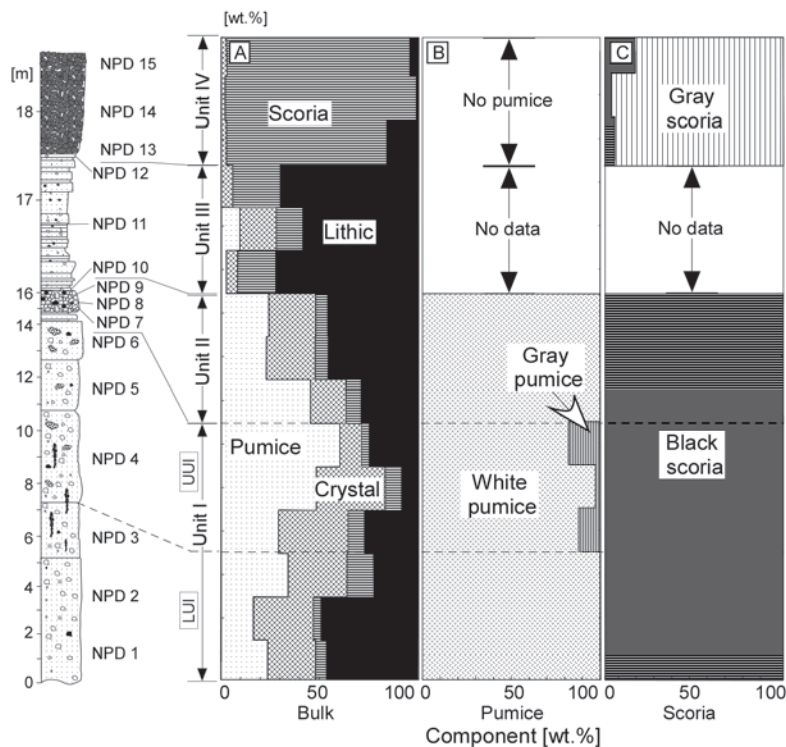 [wt.%]
A
B
C
[m]
NPD 15
NPD 14
NPD 13
NPD 12
NPD 11
NPD 10
NPD 9
NPD 8
NPD 7
NPD 6
NPD 5
NPD 4
NPD 3
NPD 2
NPD 1
18
17
16
14
12
10
8
6
4
2
0
Unit IV
Unit III
Unit II
Unit I
UUI
LUI
Scoria
Lithic
Pumice
Crystal
No pumice
No data
Gray
pumice
White
pumice
Gray
scoria
No data
Black
scoria
0 50 100
0 50 100
0 50 100
Bulk
Pumice
Scoria
Component [wt.%]